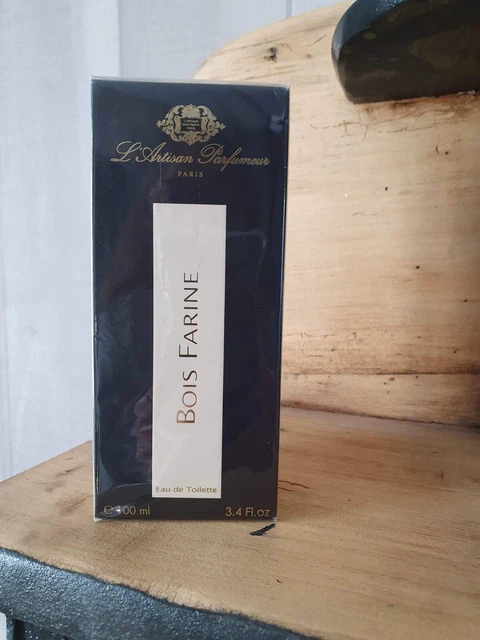 L'Artisan Parfumeur
PARIS
BOIS FARINE
Eau de Toilette
℮ 100 ml
3.4 Fl.oz